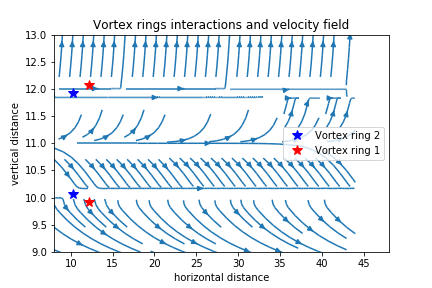 Vortex rings interactions and velocity field
13.0
12.5
12.0
11.5
11.0
10.5
10.0
9.5
9.0
vertical distance
Vortex ring 2
Vortex ring 1
10 15 20 25 30 35 40 45
horizontal distance